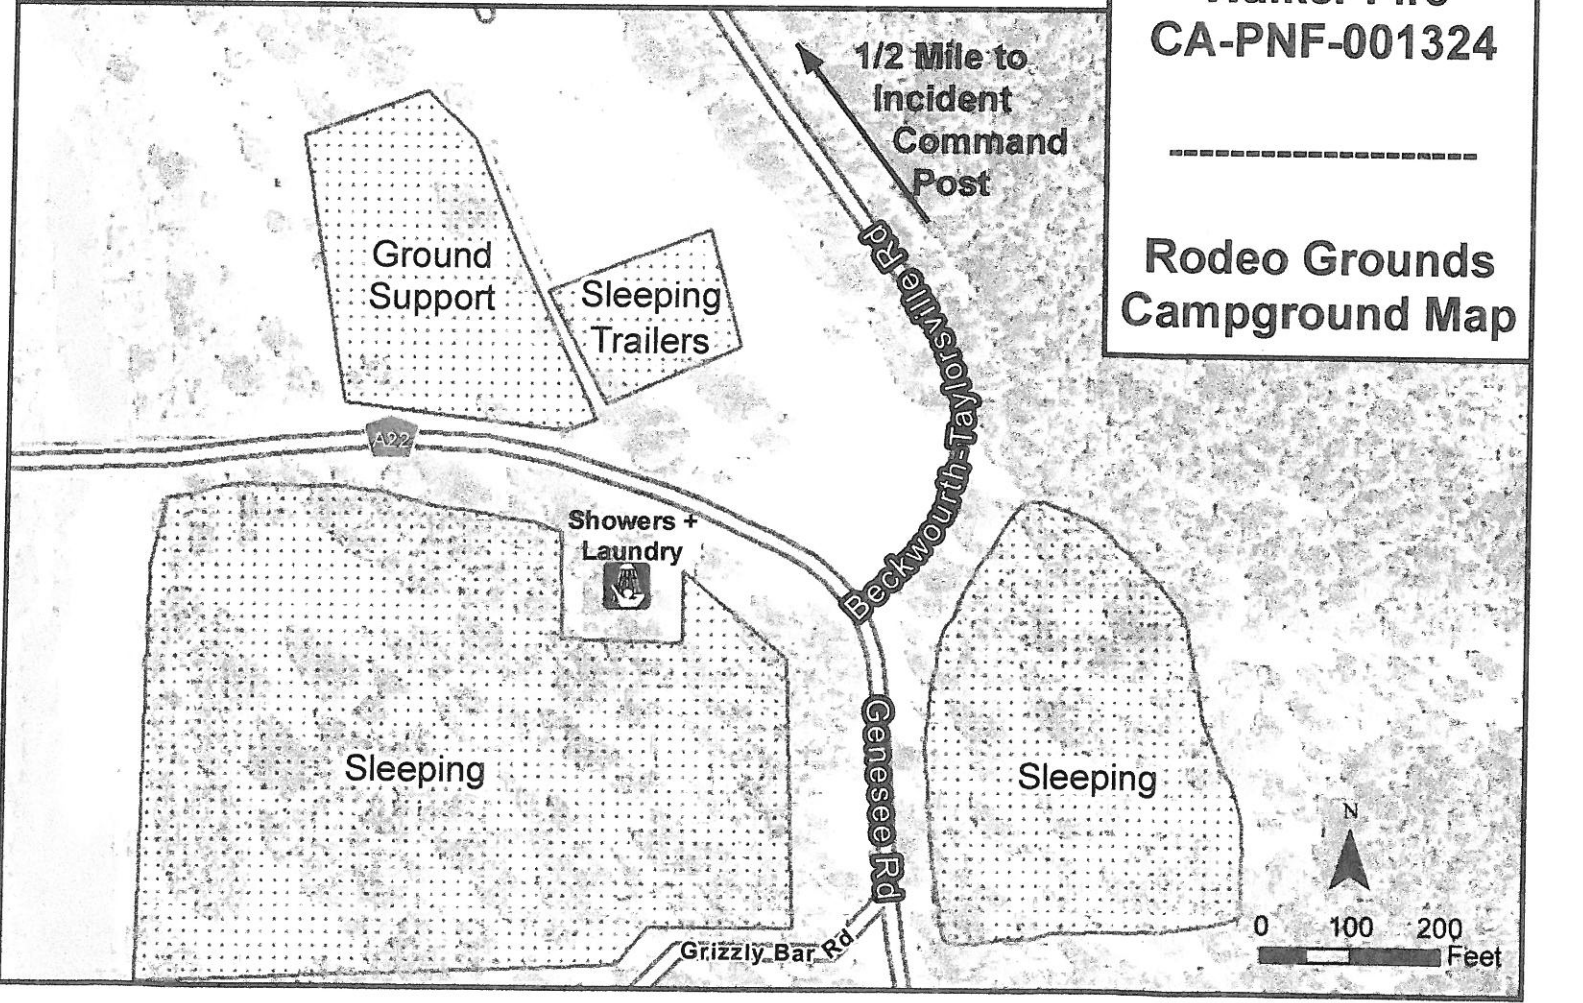 CA-PNF-001324
Rodeo Grounds
Campground Map
1/2 Mile to
Incident
Command
Post
Ground
Support
Sleeping
Trailers
Beckwourth-Taylorsville Rd
A22
Showers +
Laundry
Sleeping
Sleeping
Genesee Rd
Grizzly Bar Rd
N
0 100 200
Feet